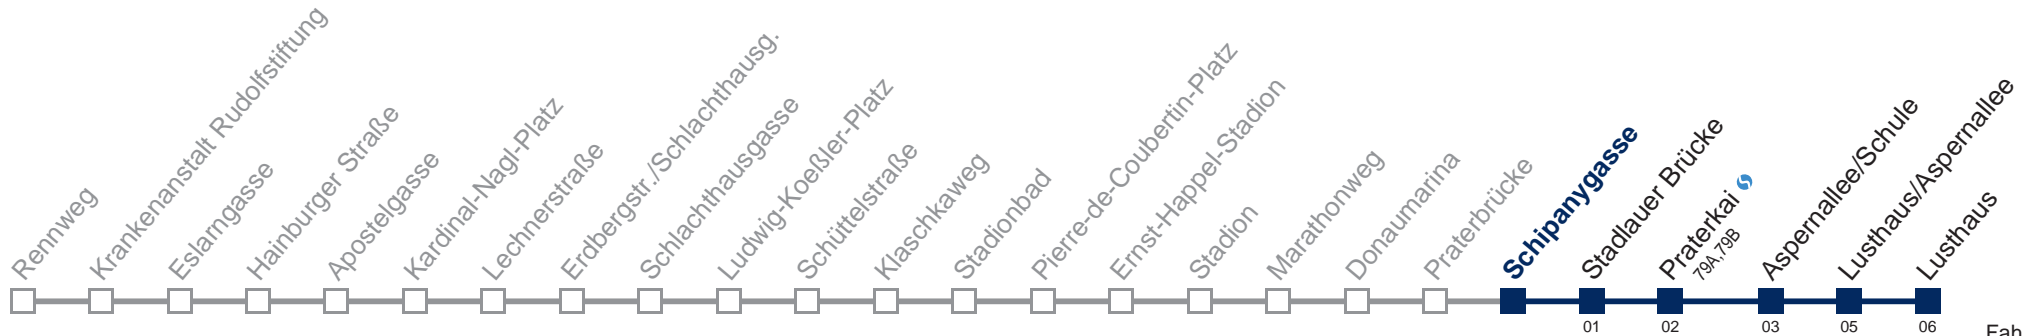 Rennweg
Krankenanstalt Rudolfstiftung
Eslarngasse
Hainburger Straße
Apostelgasse
Kardinal-Nagl-Platz
Lechnerstraße
Erdbergstr./Schlachthausg.
Schlachthausgasse
Ludwig-Koeßler-Platz
Schüttelstraße
Klaschkaweg
Stadionbad
Pierre-de-Coubertin-Platz
Ernst-Happel-Stadion
Stadion
Marathonweg
Donaumarina
Praterbrücke
Schipanygasse
Stadlauer Brücke
Praterkai
79A,79B
Aspernallee/Schule
Lusthaus/Aspernallee
Lusthaus
01 02 03 05 06
Fah